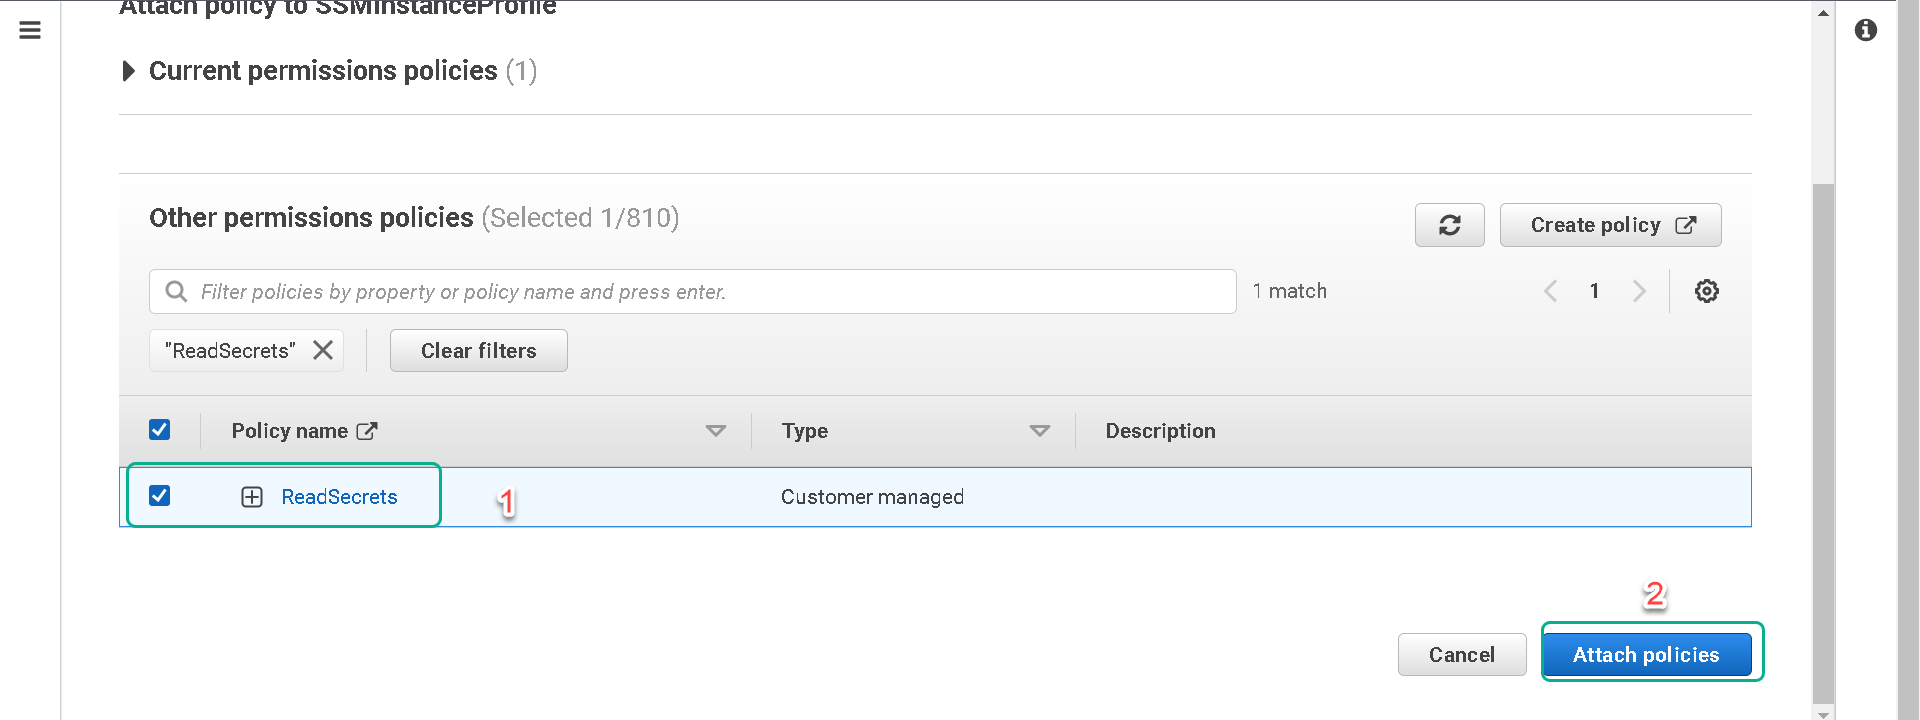 Attach policy to SSMInstanceProfile
Current permissions policies (1)
Other permissions policies (Selected 1/810)
Create policy
Filter policies by property or policy name and press enter.
1 match
1
"ReadSecrets"
Clear filters
Policy name
Type
Description
ReadSecrets
1
Customer managed
2
Cancel
Attach policies